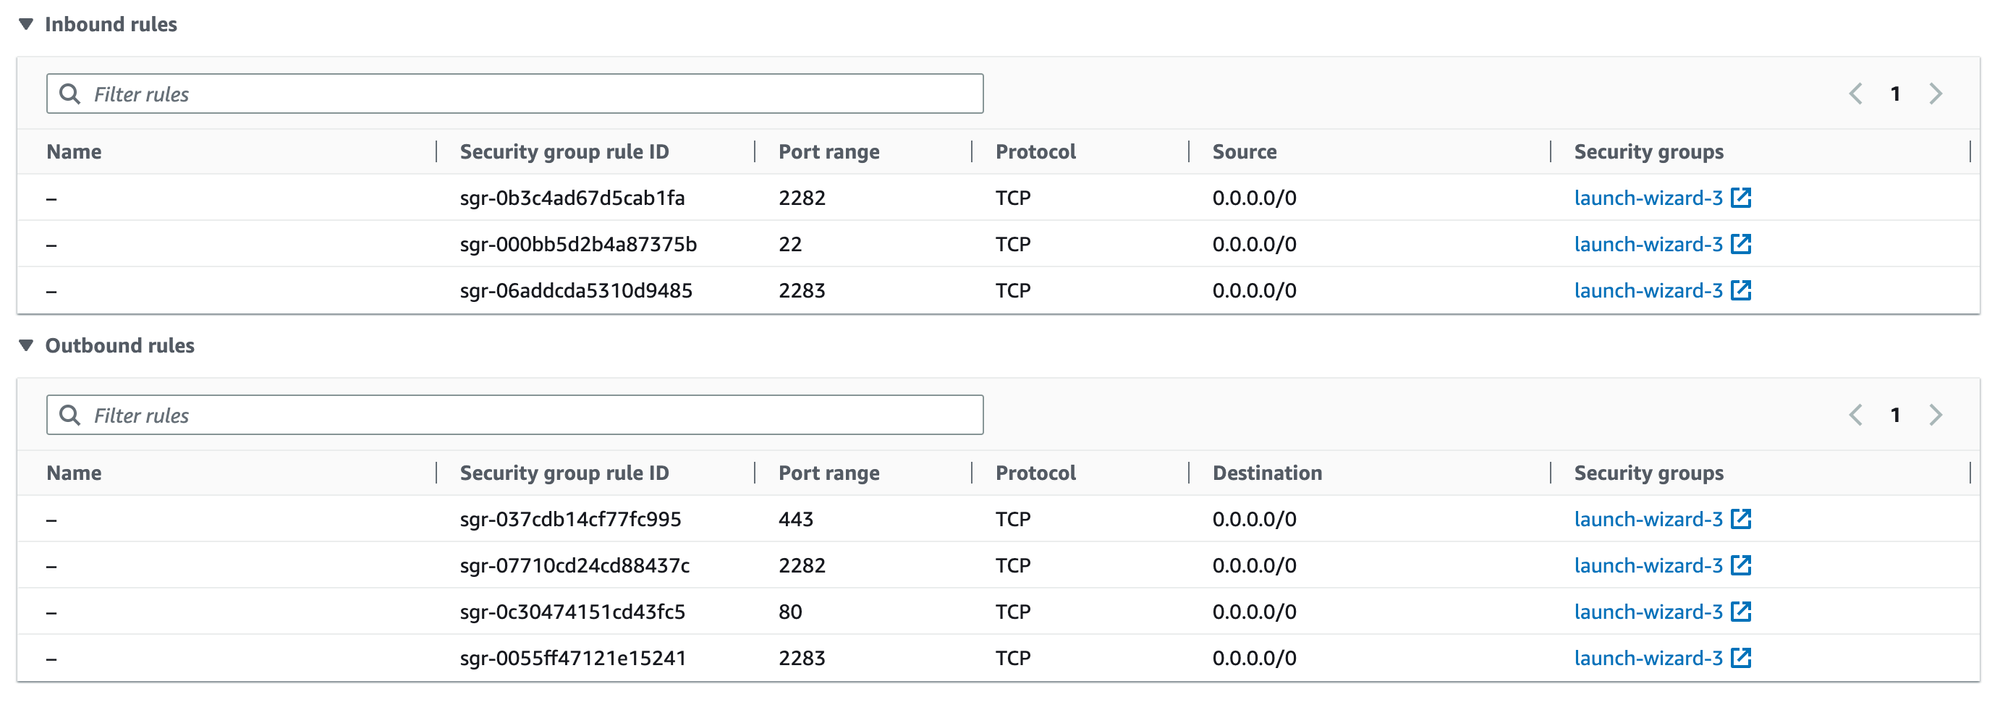 Inbound rules
Filter rules
1
Name Security group rule ID Port range Protocol Source Security groups
– sgr-0b3c4ad67d5cab1fa 2282 TCP 0.0.0.0/0 launch-wizard-3
– sgr-000bb5d2b4a87375b 22 TCP 0.0.0.0/0 launch-wizard-3
– sgr-06addcda5310d9485 2283 TCP 0.0.0.0/0 launch-wizard-3
Outbound rules
Filter rules
1
Name Security group rule ID Port range Protocol Destination Security groups
– sgr-037cdb14cf77fc995 443 TCP 0.0.0.0/0 launch-wizard-3
– sgr-07710cd24cd88437c 2282 TCP 0.0.0.0/0 launch-wizard-3
– sgr-0c30474151cd43fc5 80 TCP 0.0.0.0/0 launch-wizard-3
– sgr-0055ff47121e15241 2283 TCP 0.0.0.0/0 launch-wizard-3